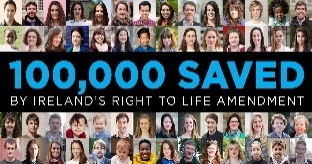 100,000 SAVED
BY IRELAND'S RIGHT TO LIFE AMENDMENT